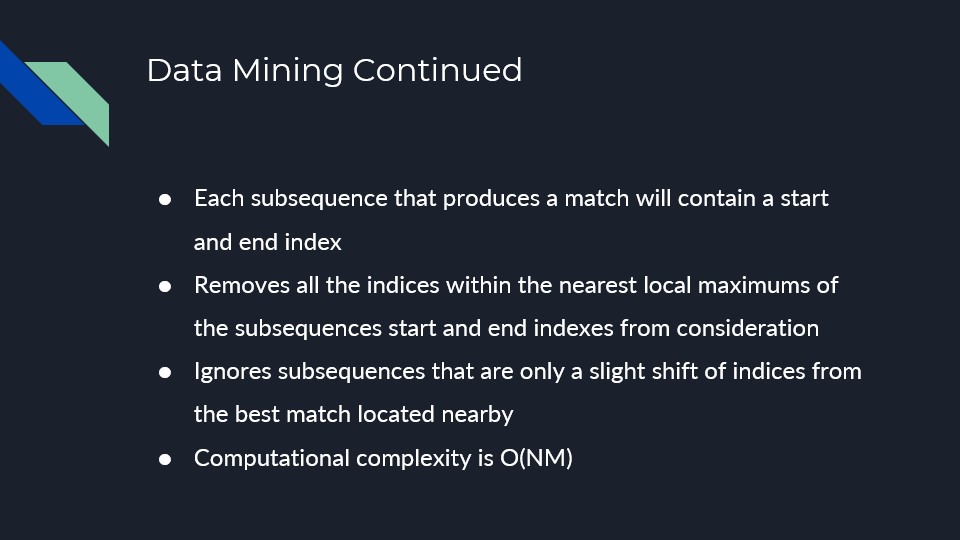 Data Mining Continued
● Each subsequence that produces a match will contain a start
and end index
● Removes all the indices within the nearest local maximums of
the subsequences start and end indexes from consideration
● Ignores subsequences that are only a slight shift of indices from
the best match located nearby
● Computational complexity is O(NM)